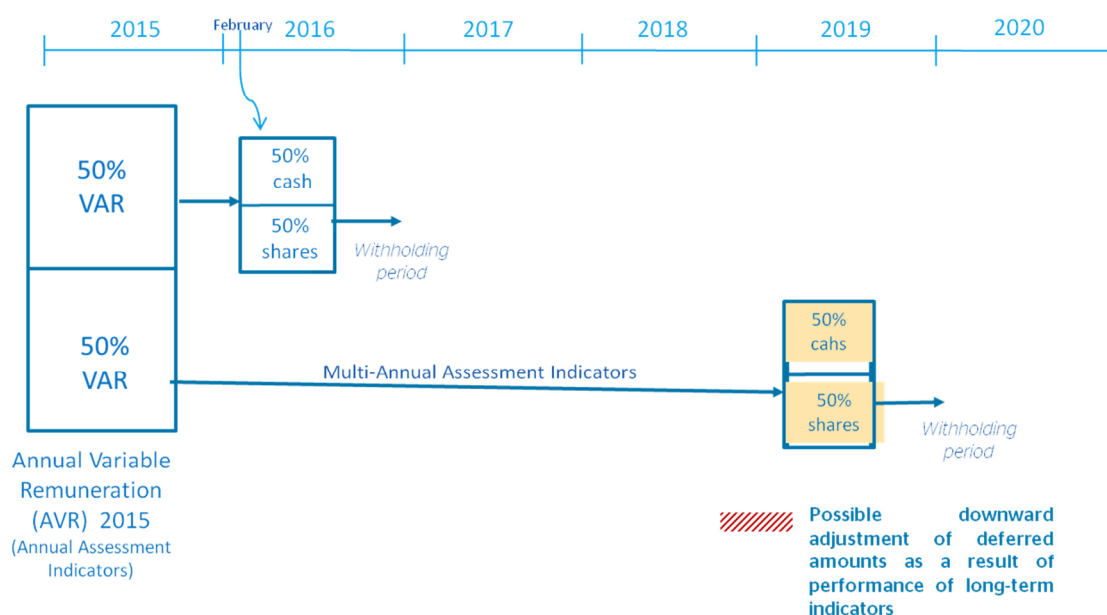 2015 February 2016 2017 2018 2019 2020
50%
VAR
50%
cash
50%
shares
Withholding
period
50%
VAR
Multi-Annual Assessment Indicators
50%
cahs
50%
shares
Withholding
period
Annual Variable
Remuneration
(AVR) 2015
(Annual Assessment
Indicators)
Possible downward
adjustment of deferred
amounts as a result of
performance of long-term
indicators